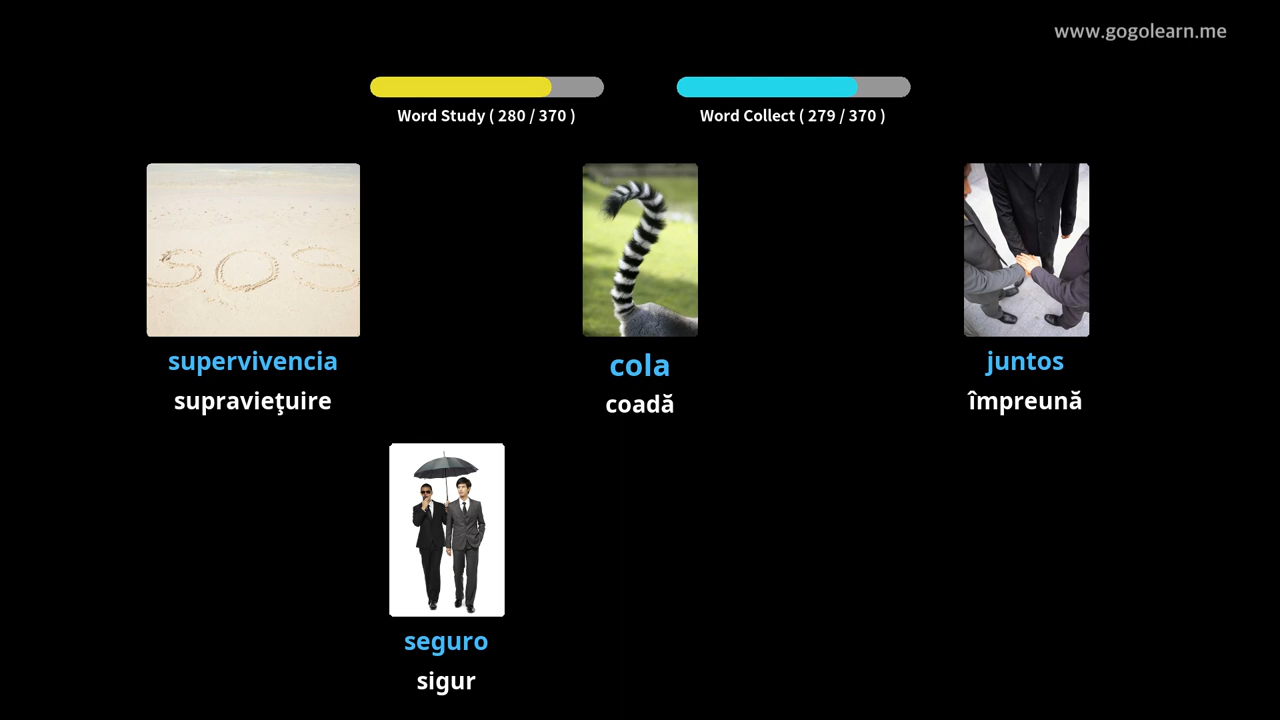 www.gogolearn.me
Word Study ( 280 / 370 )
Word Collect ( 279 / 370 )
SOS
supervivencia
supravieţuire
cola
coadă
juntos
împreună
seguro
sigur